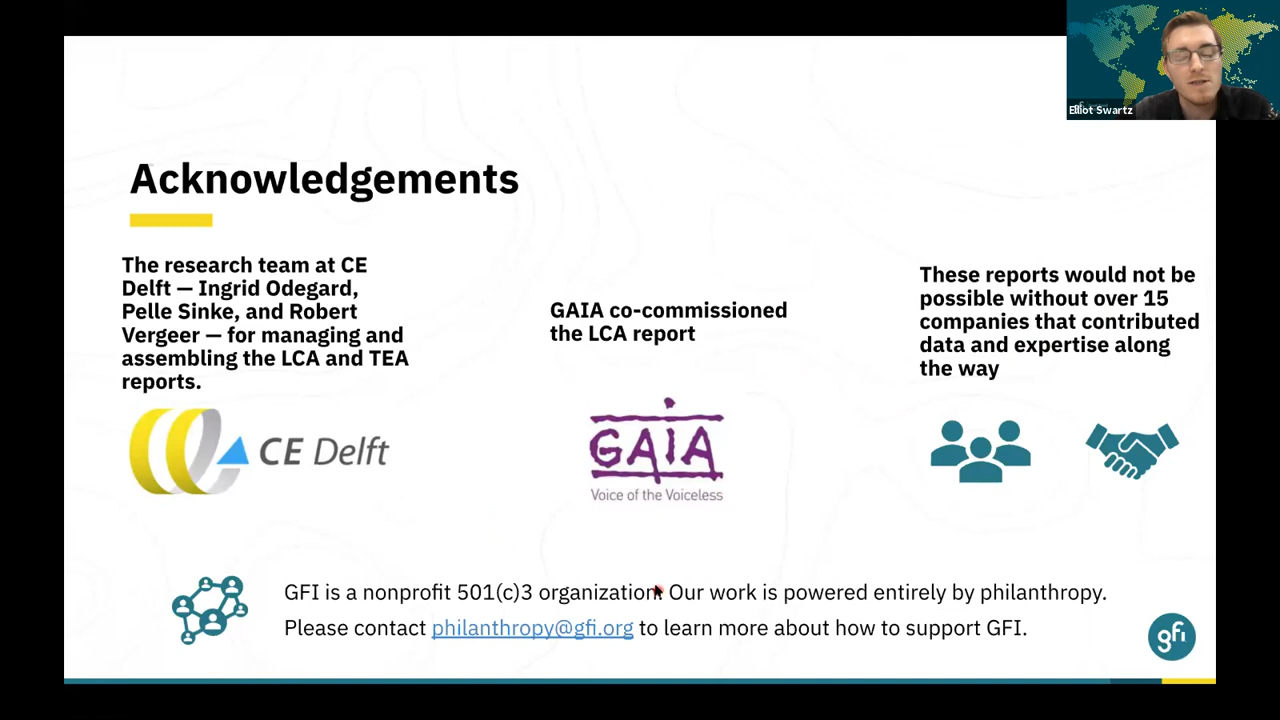 Elliot Swartz
Acknowledgements
The research team at CE
Delft — Ingrid Odegard,
Pelle Sinke, and Robert
Vergeer — for managing and
assembling the LCA and TEA
reports.
CE Delft
GAIA co-commissioned
the LCA report
GAIA
Voice of the Voiceless
These reports would not be
possible without over 15
companies that contributed
data and expertise along
the way
GFI is a nonprofit 501(c)3 organization. Our work is powered entirely by philanthropy.
Please contact philanthropy@gfi.org to learn more about how to support GFI.
gfi